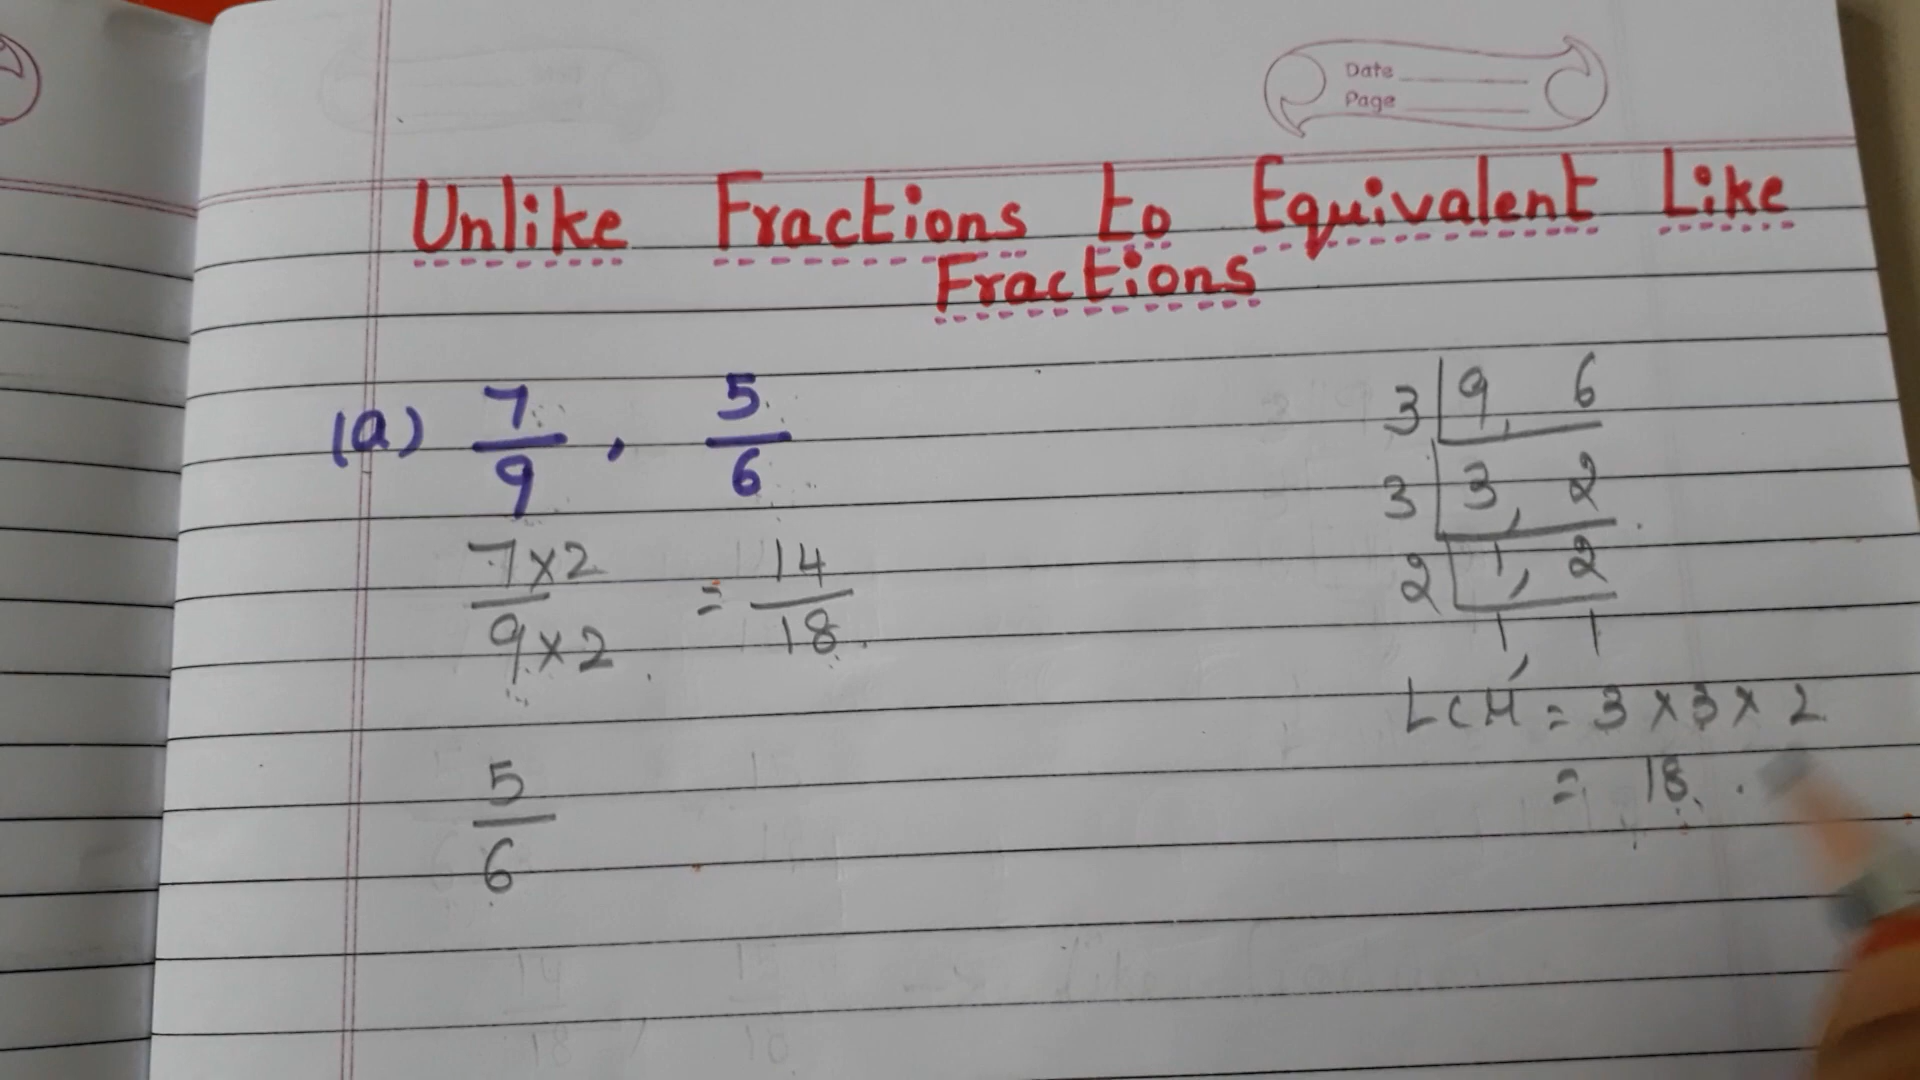 Date
Page
Unlike Fractions to Equivalent Like
Fractions
(a) 7/9 , 5/6
7×2/9×2 = 14/18
5/6
3 | 9, 6
3 | 3, 2
2 | 1, 2
1, 1
LCM = 3 × 3 × 2
= 18